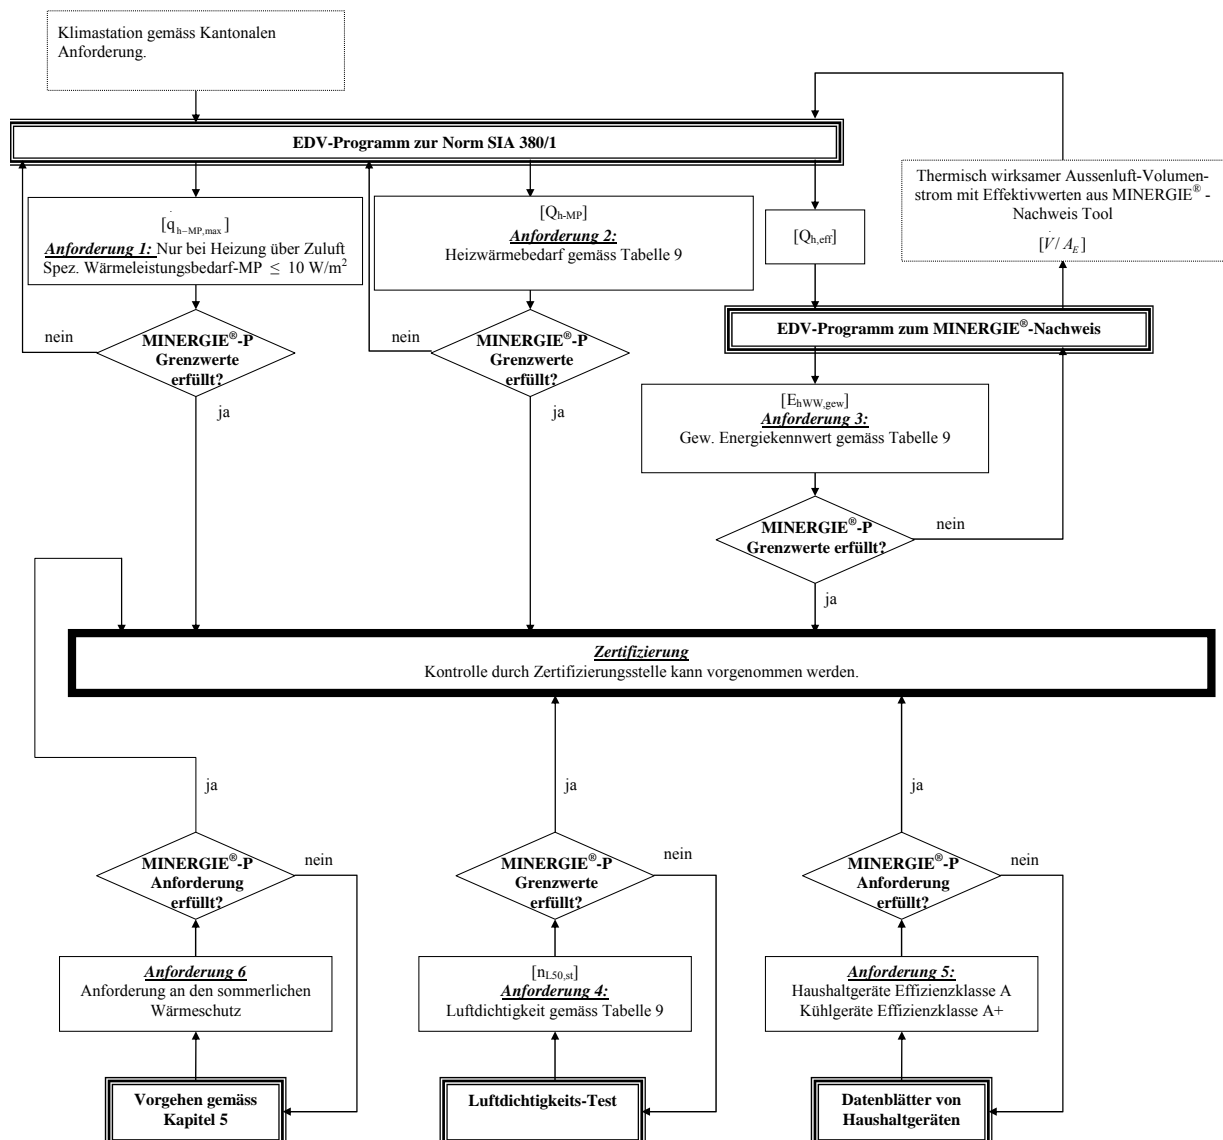 Klimastation gemäss Kantonalen
Anforderung.
EDV-Programm zur Norm SIA 380/1
Thermisch wirksamer Aussenluft-Volumen-
strom mit Effektivwerten aus MINERGIE® -
Nachweis Tool
[V̇/ A_E]
[q̇_h−MP,max]
Anforderung 1: Nur bei Heizung über Zuluft
Spez. Wärmeleistungsbedarf-MP ≤ 10 W/m²
[Q_h-MP]
Anforderung 2:
Heizwärmebedarf gemäss Tabelle 9
[Q_h,eff]
EDV-Programm zum MINERGIE®-Nachweis
nein
MINERGIE®-P
Grenzwerte
erfüllt?
ja
nein
MINERGIE®-P
Grenzwerte
erfüllt?
ja
[E_hWW,gew]
Anforderung 3:
Gew. Energiekennwert gemäss Tabelle 9
MINERGIE®-P
Grenzwerte erfüllt?
nein
ja
Zertifizierung
Kontrolle durch Zertifizierungsstelle kann vorgenommen werden.
ja
MINERGIE®-P
Anforderung
erfüllt?
nein
ja
MINERGIE®-P
Grenzwerte
erfüllt?
nein
ja
MINERGIE®-P
Anforderung
erfüllt?
nein
Anforderung 6
Anforderung an den sommerlichen
Wärmeschutz
[n_L50,st]
Anforderung 4:
Luftdichtigkeit gemäss Tabelle 9
Anforderung 5:
Haushaltgeräte Effizienzklasse A
Kühlgeräte Effizienzklasse A+
Vorgehen gemäss
Kapitel 5
Luftdichtigkeits-Test
Datenblätter von
Haushaltgeräten